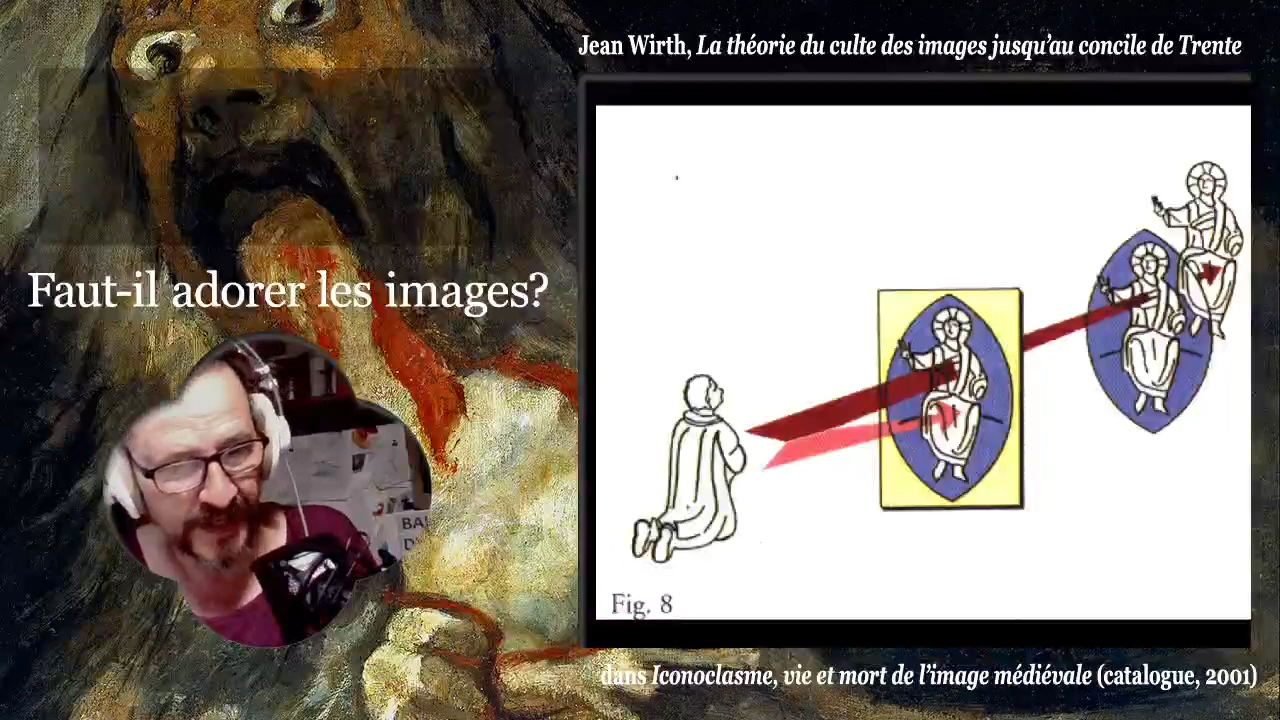 Jean Wirth, La théorie du culte des images jusqu'au concile de Trente
Faut-il adorer les images?
BA
D
Fig. 8
dans Iconoclasme, vie et mort de l'image médiévale (catalogue, 2001)